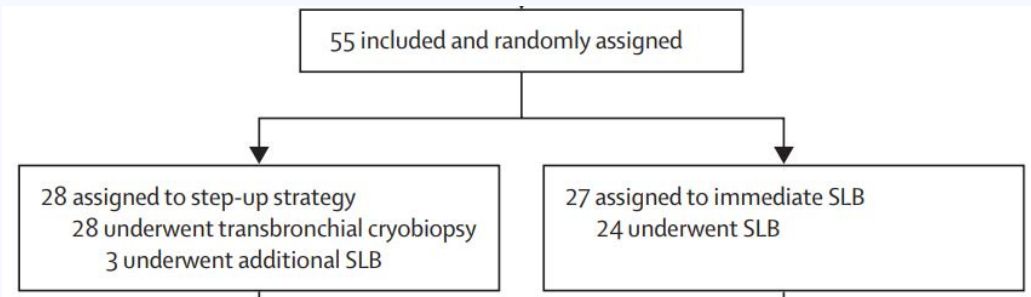 55 included and randomly assigned
28 assigned to step-up strategy
28 underwent transbronchial cryobiopsy
3 underwent additional SLB
27 assigned to immediate SLB
24 underwent SLB